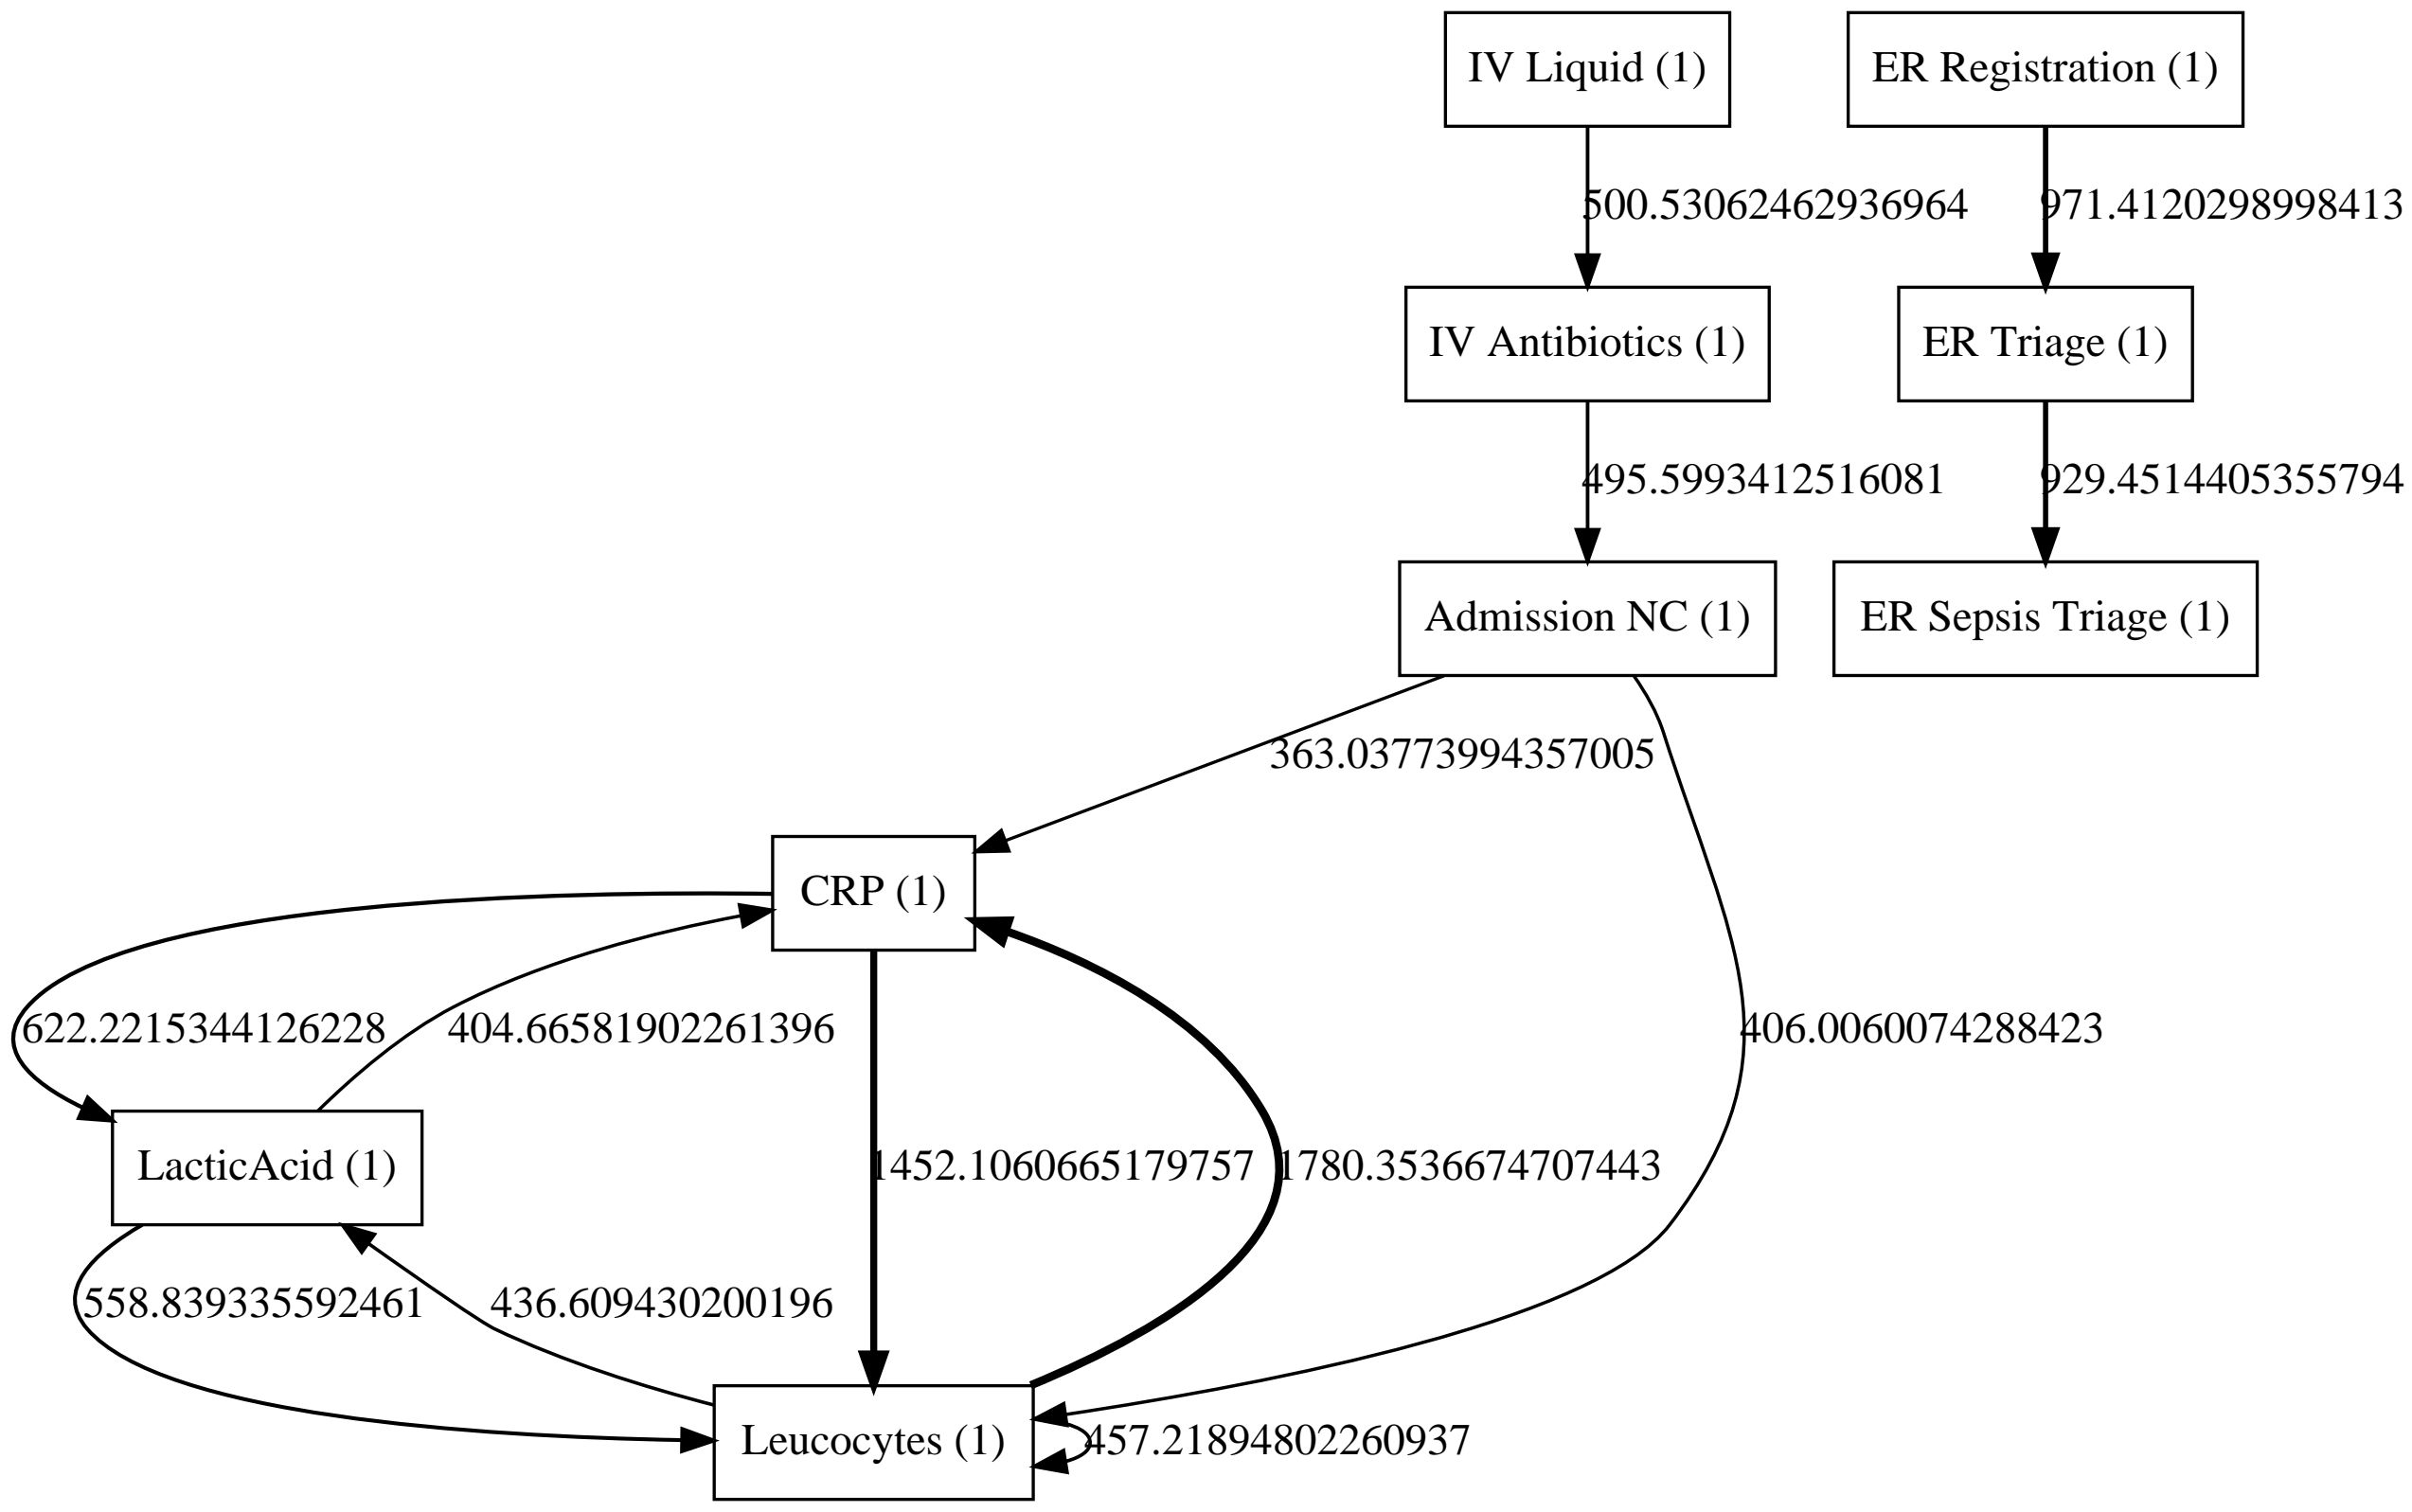 IV Liquid (1)
ER Registration (1)
500.53062462936964
971.4120298998413
IV Antibiotics (1)
ER Triage (1)
495.5993412516081
929.4514405355794
Admission NC (1)
ER Sepsis Triage (1)
363.03773994357005
CRP (1)
622.2215344126228
404.66581902261396
406.0060074288423
LacticAcid (1)
1452.1060665179757
1780.3536674707443
558.839335592461
436.609430200196
Leucocytes (1)
457.21894802260937